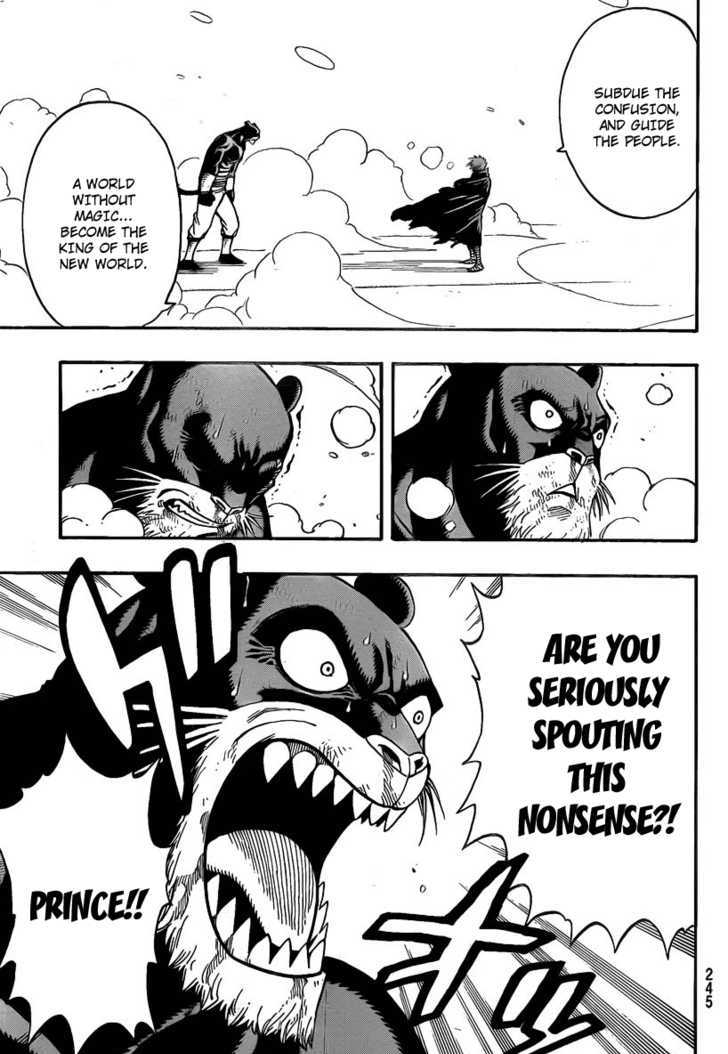 SUBDUE THE
CONFUSION,
AND GUIDE
THE PEOPLE.
A WORLD
WITHOUT
MAGIC...
BECOME THE
KING OF THE
NEW WORLD.
ARE YOU
SERIOUSLY
SPOUTING
THIS
NONSENSE?!
PRINCE!!
245